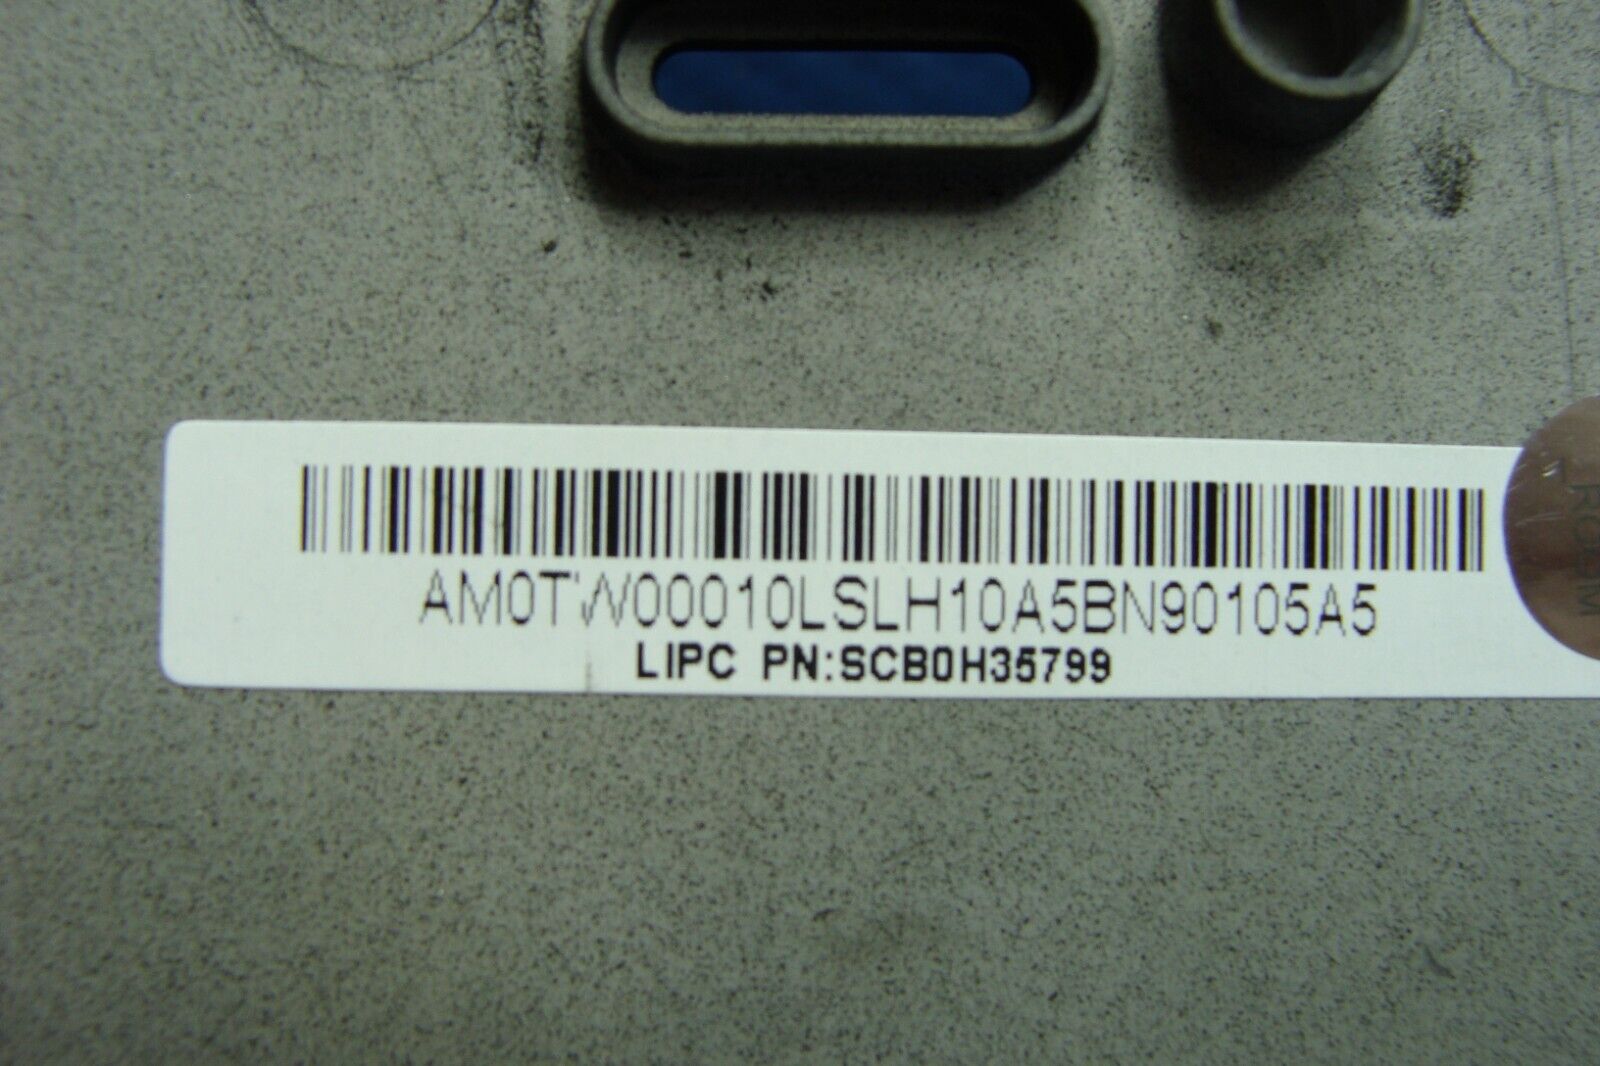 AM0TW00010LSLH10A5BN90105A5
LIPC PN:SCB0H35799